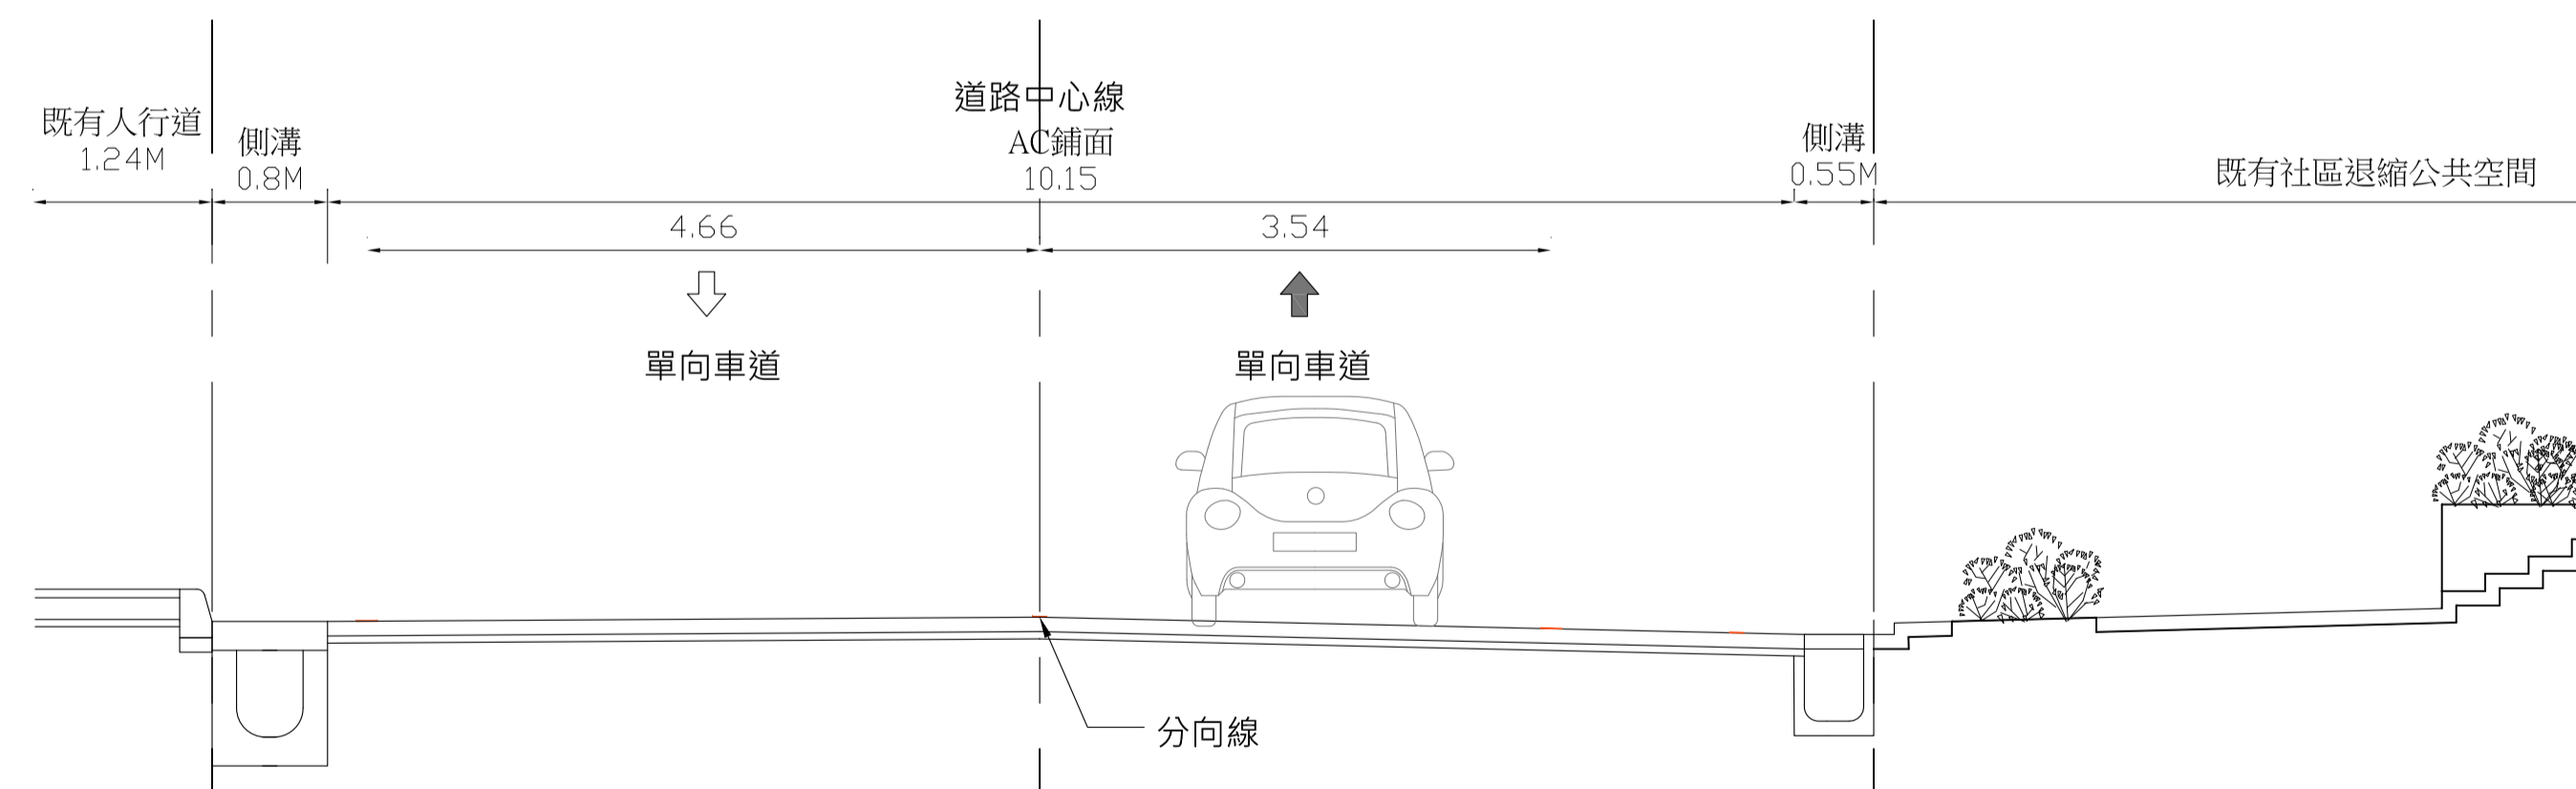 道路中心線
既有人行道
1.24M
側溝
0.8M
AC鋪面
10.15
側溝
0.55M
既有社區退縮公共空間
4.66
3.54
單向車道
單向車道
分向線